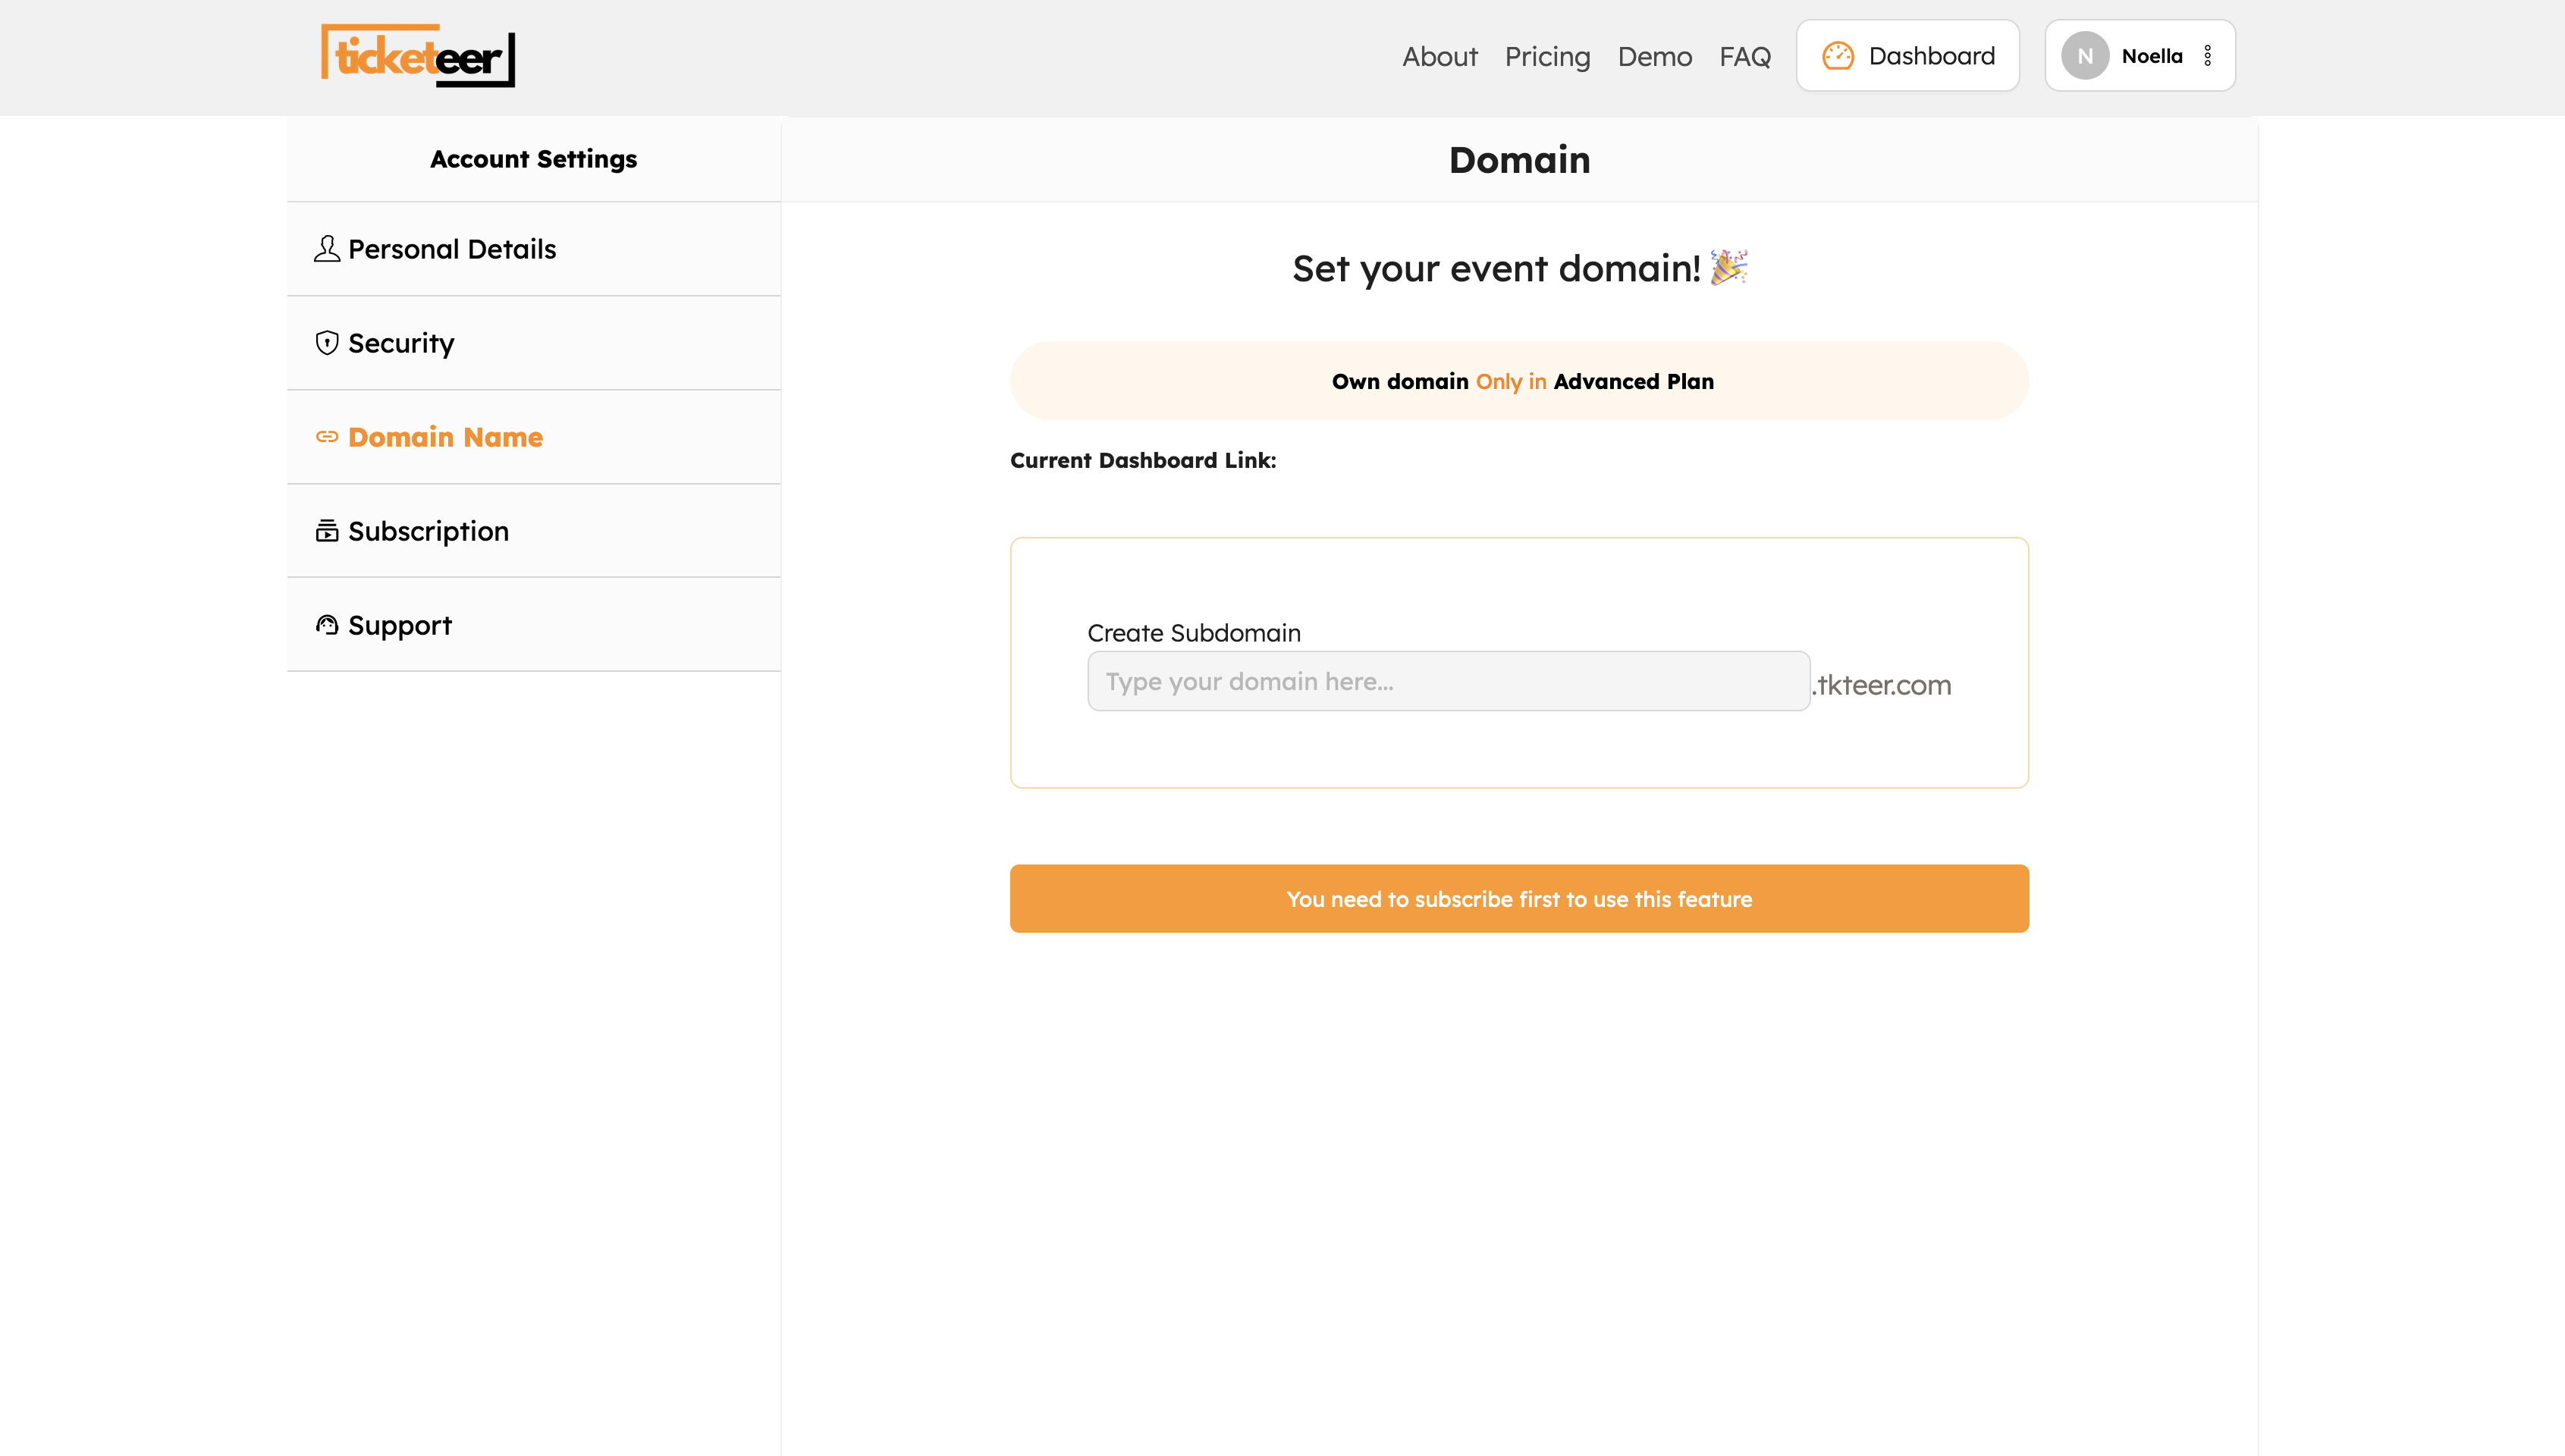 ticketeer
About Pricing Demo FAQ Dashboard N Noella
Account Settings
Personal Details
Security
Domain Name
Subscription
Support
Domain
Set your event domain!
Own domain Only in Advanced Plan
Current Dashboard Link:
Create Subdomain
Type your domain here... .tkteer.com
You need to subscribe first to use this feature